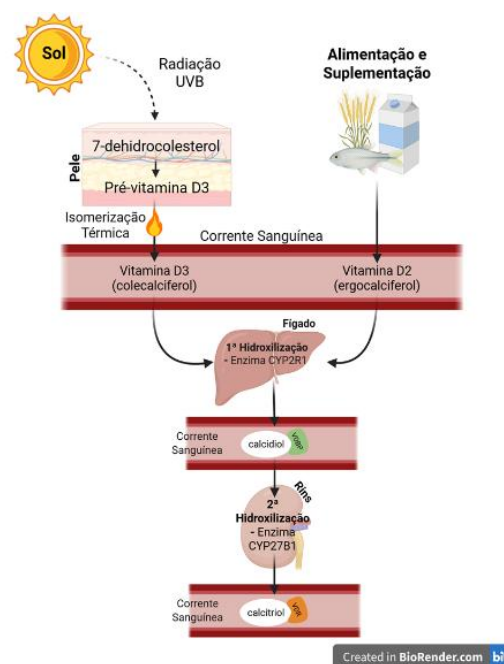 Sol
Radiação
UVB
Alimentação e
Suplementação
Pele
7-dehidrocolesterol
Pré-vitamina D3
Isomerização
Térmica
Corrente Sanguínea
Vitamina D3
(colecalciferol)
Vitamina D2
(ergocalciferol)
Fígado
1ª Hidroxilização
- Enzima CYP2R1
Corrente
Sanguínea
calcidiol
VDBP
Rins
2ª
Hidroxilização
- Enzima
CYP27B1
Corrente
Sanguínea
calcitriol
VDR
Created in BioRender.com
bi